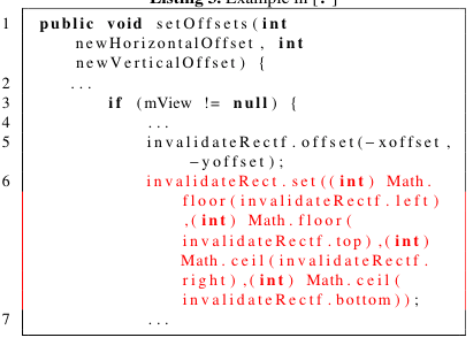 Listing 3. Example in [?]
1 public void setOffsets(int
newHorizontalOffset, int
newVerticalOffset) {
2 ...
3 if (mView != null) {
4 ...
5 invalidateRectf.offset(-xoffset,
-yoffset);
6 invalidateRect.set((int) Math.
floor(invalidateRectf.left)
,(int) Math.floor(
invalidateRectf.top),(int)
Math.ceil(invalidateRectf.
right),(int) Math.ceil(
invalidateRectf.bottom));
7 ...